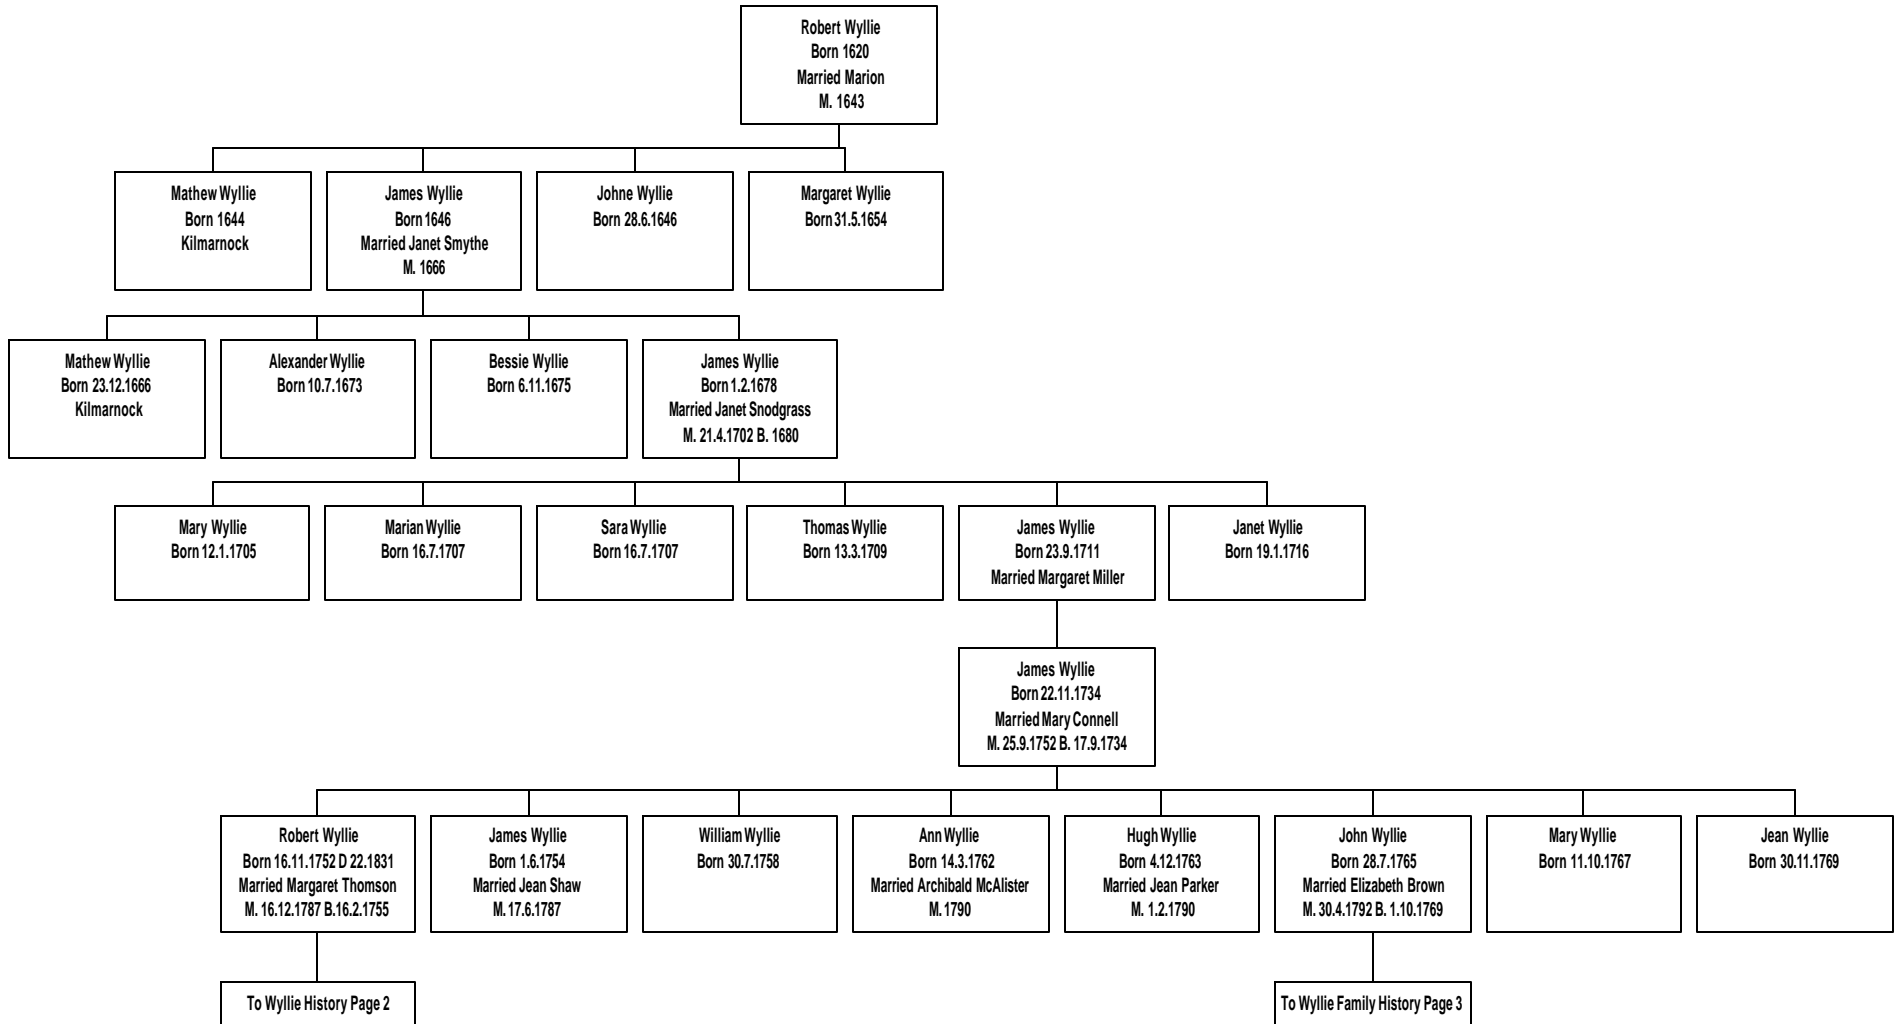 Robert Wyllie
Born 1620
Married Marion
M. 1643
Mathew Wyllie
Born 1644
Kilmarnock
James Wyllie
Born 1646
Married Janet Smythe
M. 1666
Johne Wyllie
Born 28.6.1646
Margaret Wyllie
Born 31.5.1654
Mathew Wyllie
Born 23.12.1666
Kilmarnock
Alexander Wyllie
Born 10.7.1673
Bessie Wyllie
Born 6.11.1675
James Wyllie
Born 1.2.1678
Married Janet Snodgrass
M. 21.4.1702 B. 1680
Mary Wyllie
Born 12.1.1705
Marian Wyllie
Born 16.7.1707
Sara Wyllie
Born 16.7.1707
Thomas Wyllie
Born 13.3.1709
James Wyllie
Born 23.9.1711
Married Margaret Miller
Janet Wyllie
Born 19.1.1716
James Wyllie
Born 22.11.1734
Married Mary Connell
M. 25.9.1752 B. 17.9.1734
Robert Wyllie
Born 16.11.1752 D 22.1831
Married Margaret Thomson
M. 16.12.1787 B.16.2.1755
James Wyllie
Born 1.6.1754
Married Jean Shaw
M. 17.6.1787
William Wyllie
Born 30.7.1758
Ann Wyllie
Born 14.3.1762
Married Archibald McAlister
M. 1790
Hugh Wyllie
Born 4.12.1763
Married Jean Parker
M. 1.2.1790
John Wyllie
Born 28.7.1765
Married Elizabeth Brown
M. 30.4.1792 B. 1.10.1769
Mary Wyllie
Born 11.10.1767
Jean Wyllie
Born 30.11.1769
To Wyllie History Page 2
To Wyllie Family History Page 3